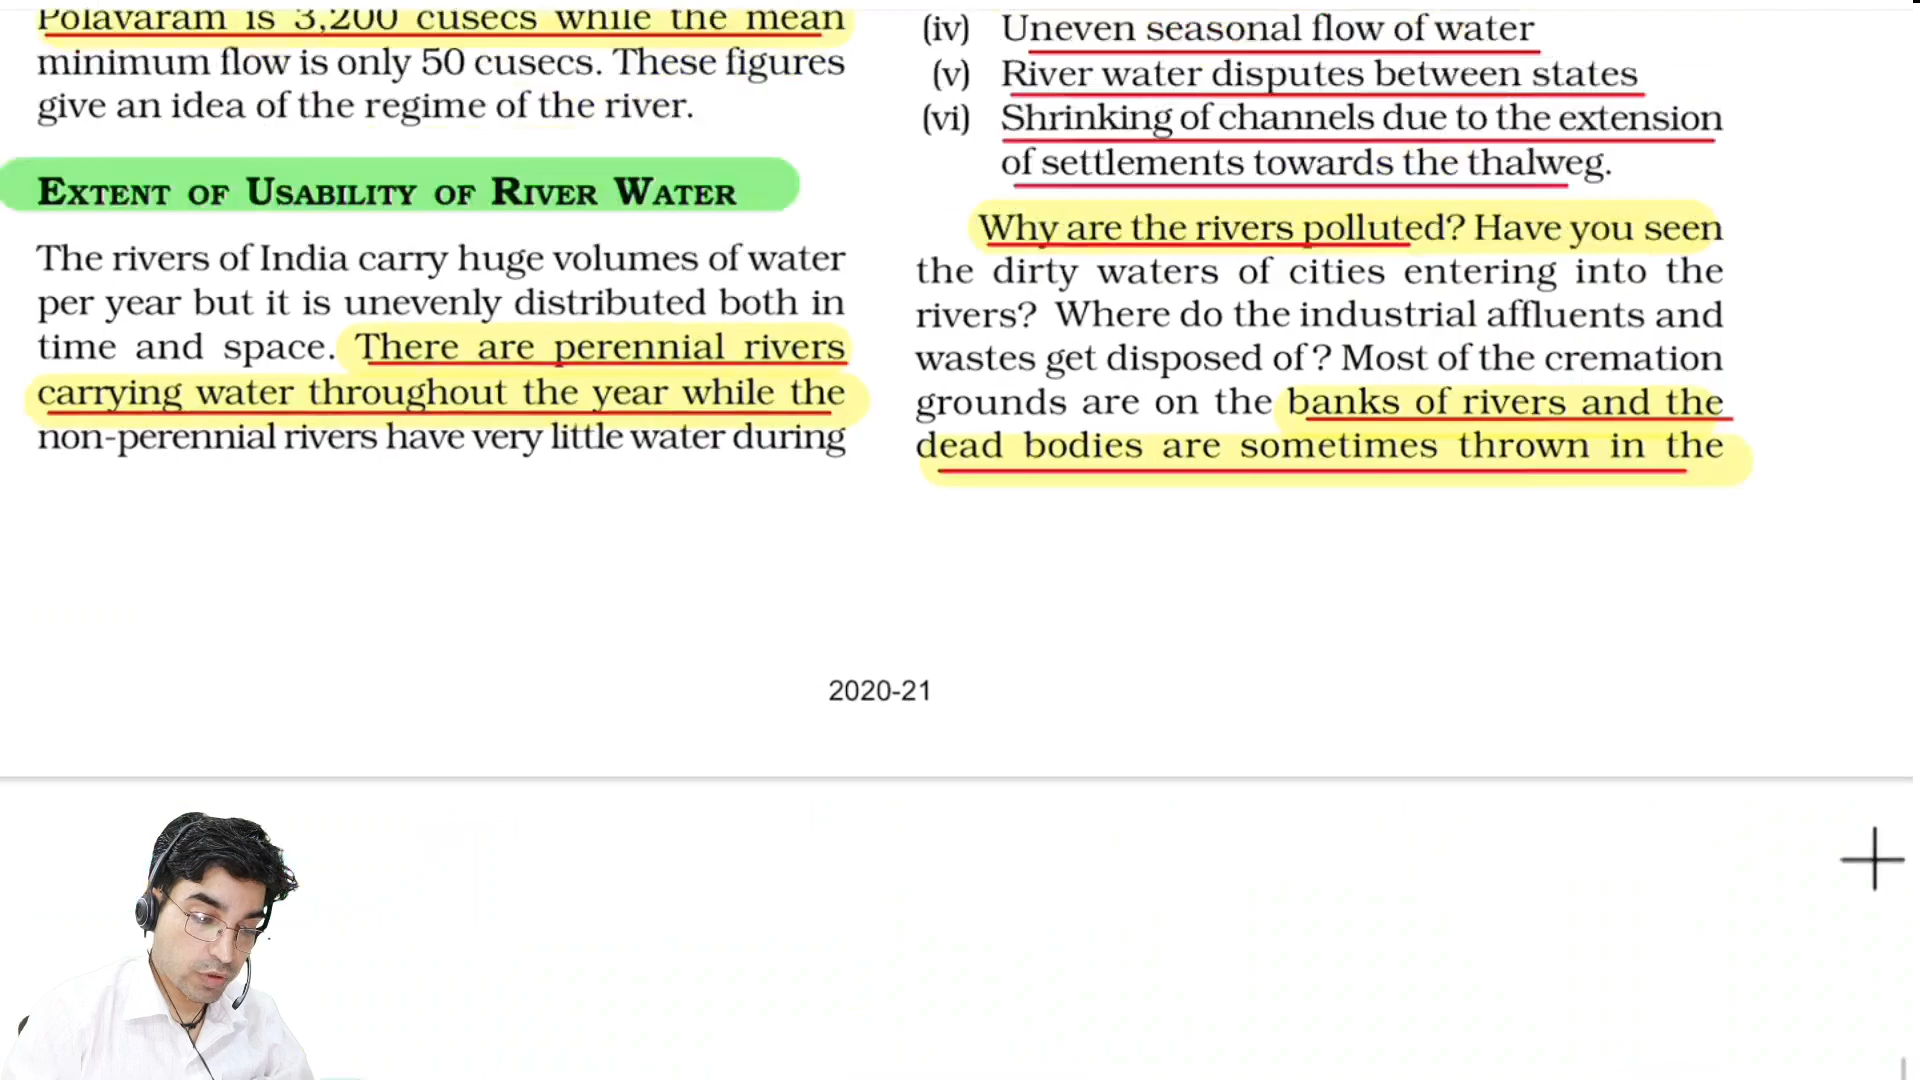 Polavaram is 3,200 cusecs while the mean
minimum flow is only 50 cusecs. These figures
give an idea of the regime of the river.
EXTENT OF USABILITY OF RIVER WATER
The rivers of India carry huge volumes of water
per year but it is unevenly distributed both in
time and space. There are perennial rivers
carrying water throughout the year while the
non-perennial rivers have very little water during
(iv) Uneven seasonal flow of water
(v) River water disputes between states
(vi) Shrinking of channels due to the extension
of settlements towards the thalweg.
Why are the rivers polluted? Have you seen
the dirty waters of cities entering into the
rivers? Where do the industrial affluents and
wastes get disposed of? Most of the cremation
grounds are on the banks of rivers and the
dead bodies are sometimes thrown in the
2020-21